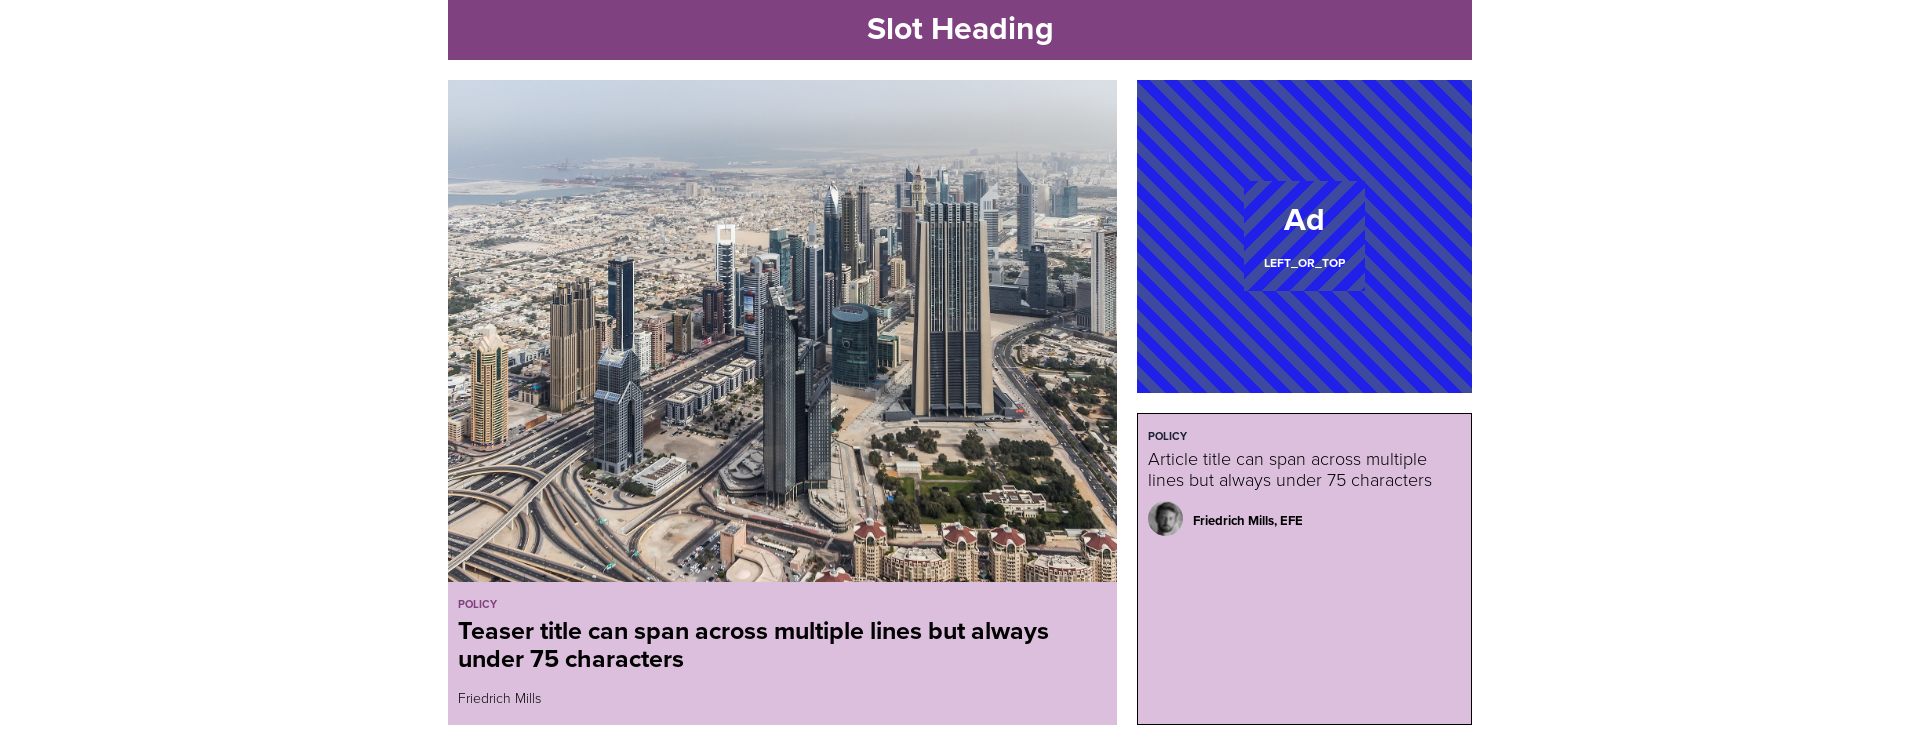 Slot Heading
POLICY
Teaser title can span across multiple lines but always
under 75 characters
Friedrich Mills
Ad
LEFT_OR_TOP
POLICY
Article title can span across multiple
lines but always under 75 characters
Friedrich Mills, EFE